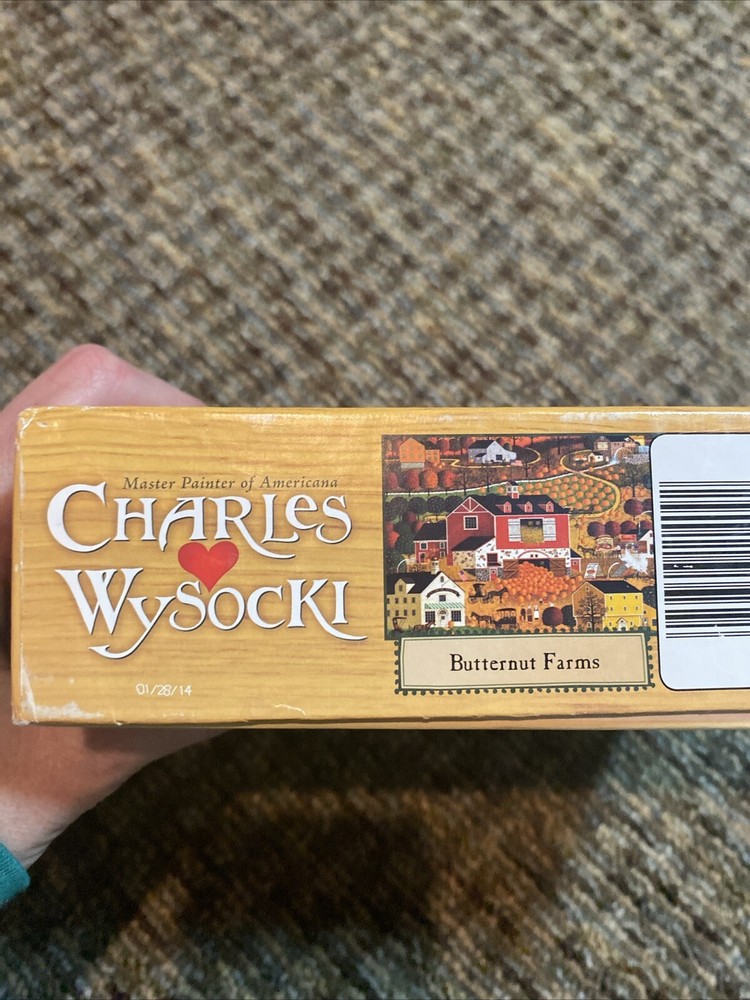 Master Painter of Americana
CHARLES
WYSOCKI
01/28/14
Butternut Farms